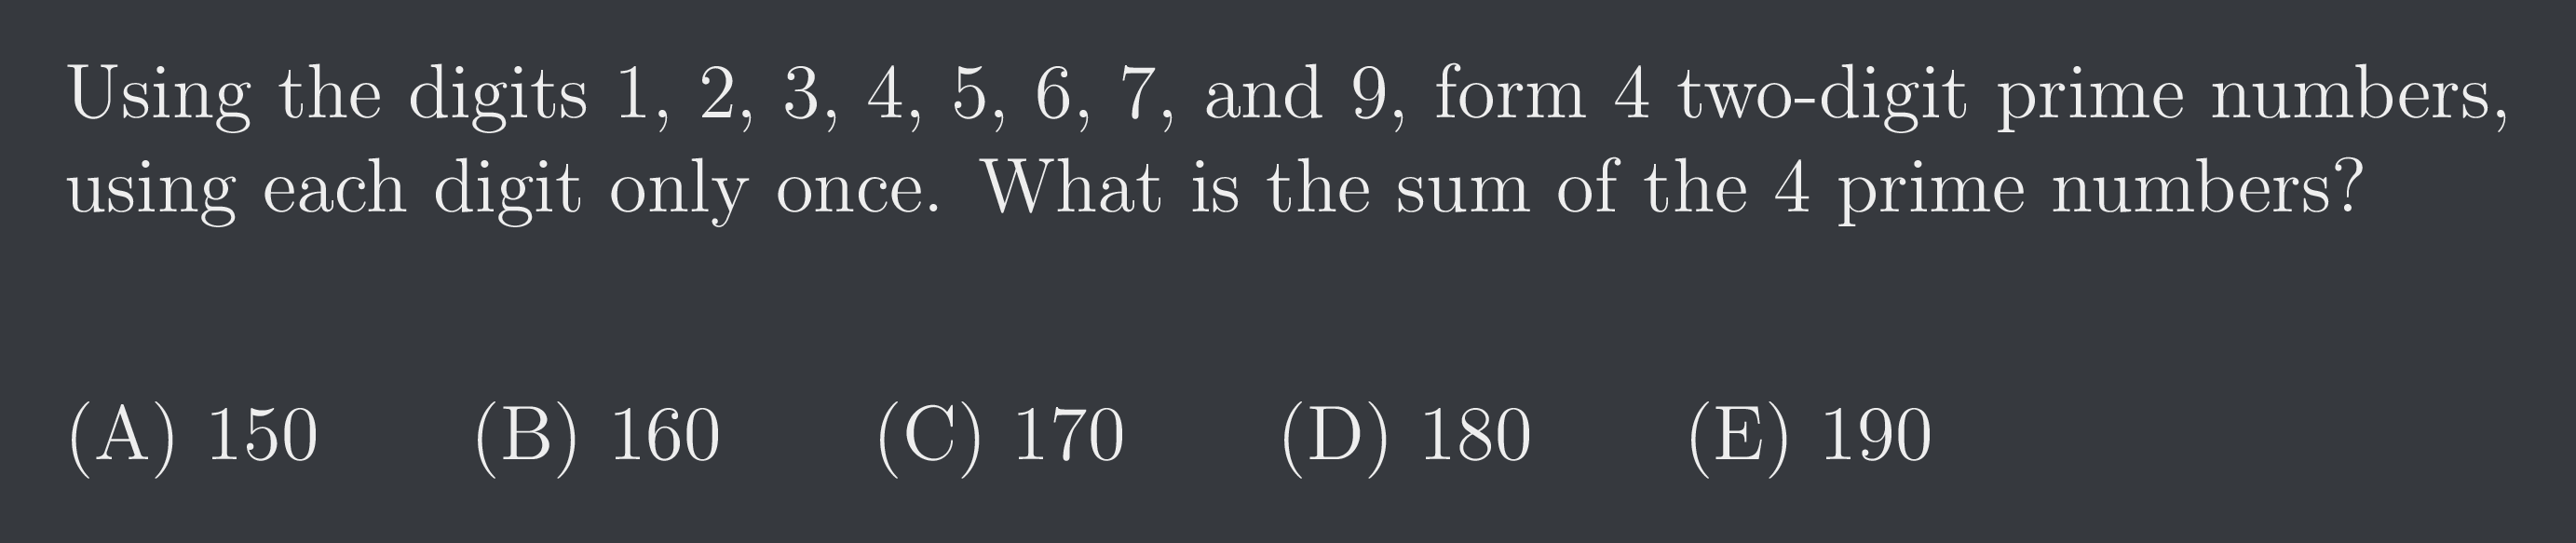 Using the digits 1, 2, 3, 4, 5, 6, 7, and 9, form 4 two-digit prime numbers,
using each digit only once. What is the sum of the 4 prime numbers?
(A) 150 (B) 160 (C) 170 (D) 180 (E) 190